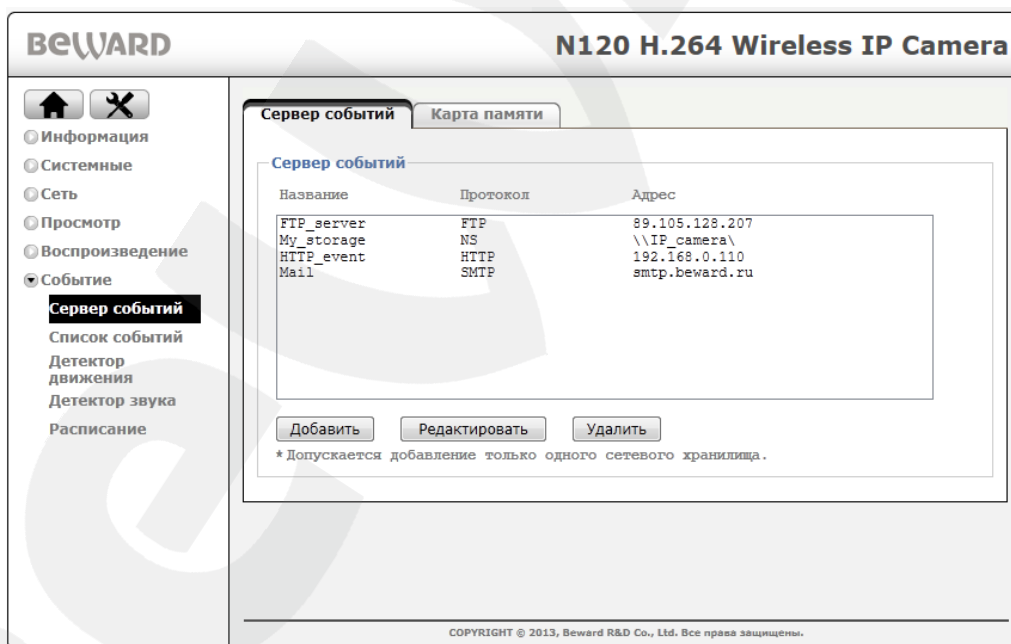 BEWARD
N120 H.264 Wireless IP Camera
Информация
Системные
Сеть
Просмотр
Воспроизведение
Событие
Сервер событий
Список событий
Детектор
движения
Детектор звука
Расписание
Сервер событий Карта памяти
Сервер событий
Название Протокол Адрес
FTP_server FTP 89.105.128.207
My_storage NS \\IP_camera\
HTTP_event HTTP 192.168.0.110
Mail SMTP smtp.beward.ru
Добавить Редактировать Удалить
* Допускается добавление только одного сетевого хранилища.
COPYRIGHT © 2013, Beward R&D Co., Ltd. Все права защищены.